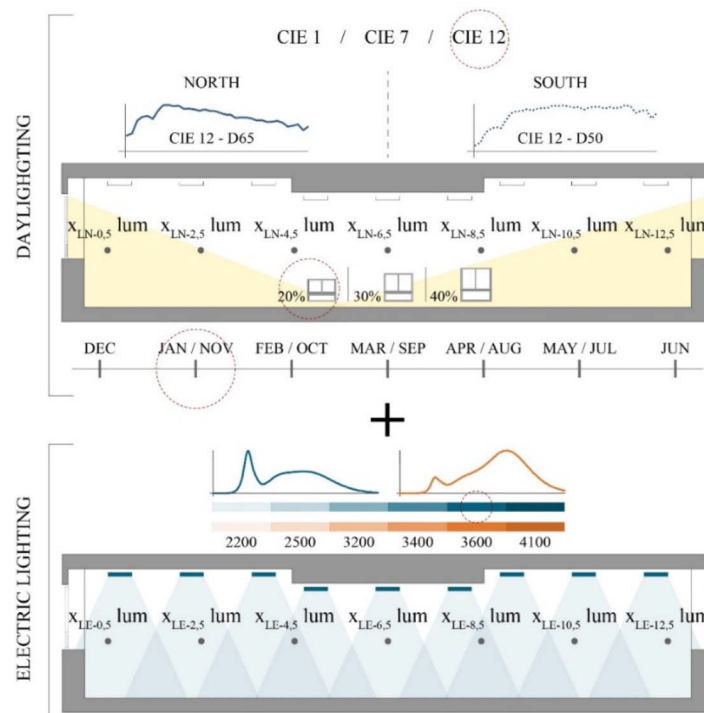 DAYLIGHGTING
CIE 1 / CIE 7 / CIE 12
NORTH
SOUTH
CIE 12 - D65
CIE 12 - D50
xLN-0,5 lum xLN-2,5 lum xLN-4,5 lum xLN-6,5 lum xLN-8,5 lum xLN-10,5 lum xLN-12,5 lum
20% 30% 40%
DEC JAN / NOV FEB / OCT MAR / SEP APR / AUG MAY / JUL JUN
+
ELECTRIC LIGHTING
2200 2500 3200 3400 3600 4100
xLE-0,5 lum xLE-2,5 lum xLE-4,5 lum xLE-6,5 lum xLE-8,5 lum xLE-10,5 lum xLE-12,5 lum